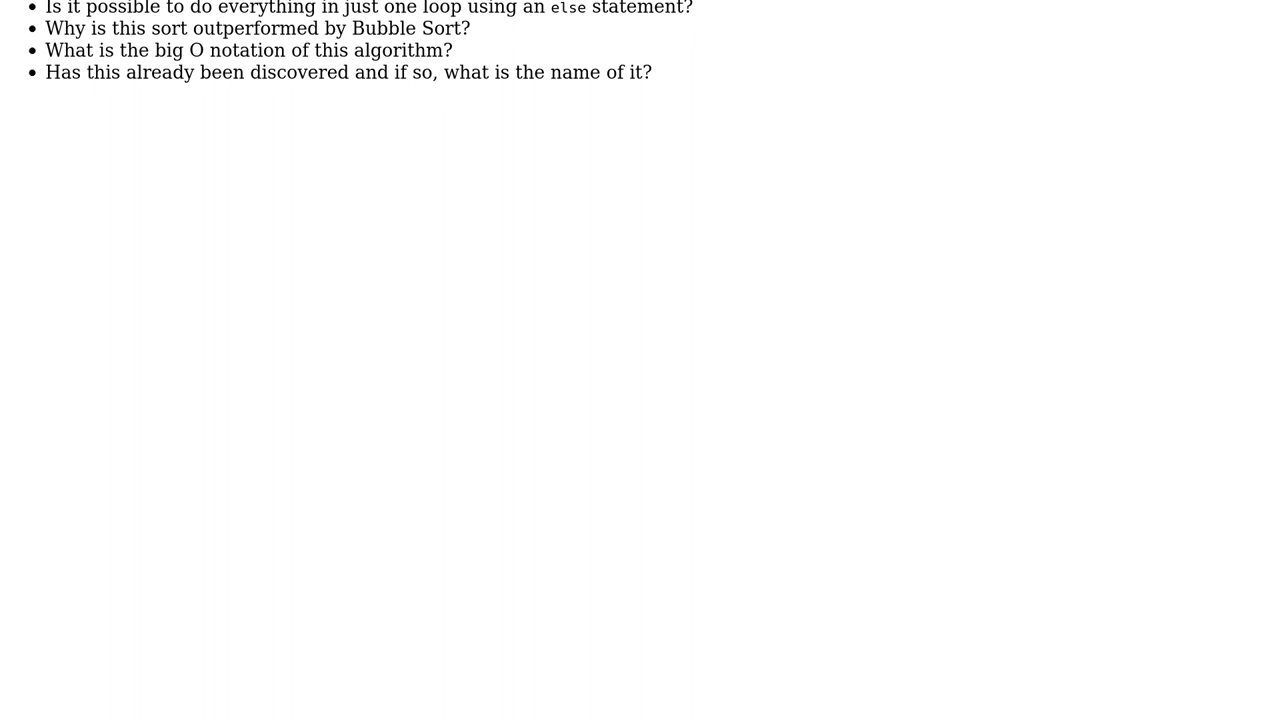 • Is it possible to do everything in just one loop using an else statement?
• Why is this sort outperformed by Bubble Sort?
• What is the big O notation of this algorithm?
• Has this already been discovered and if so, what is the name of it?